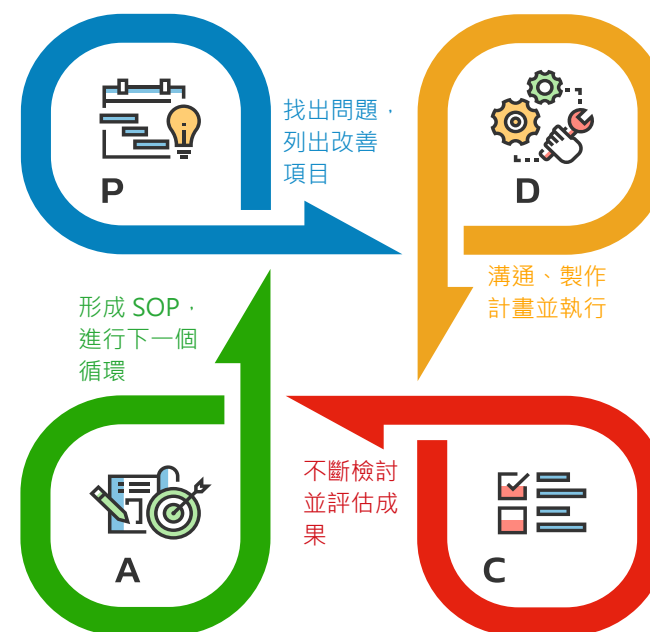 P
找出問題，
列出改善
項目
D
溝通、製作
計畫並執行
形成 SOP，
進行下一個
循環
A
不斷檢討
並評估成
果
C